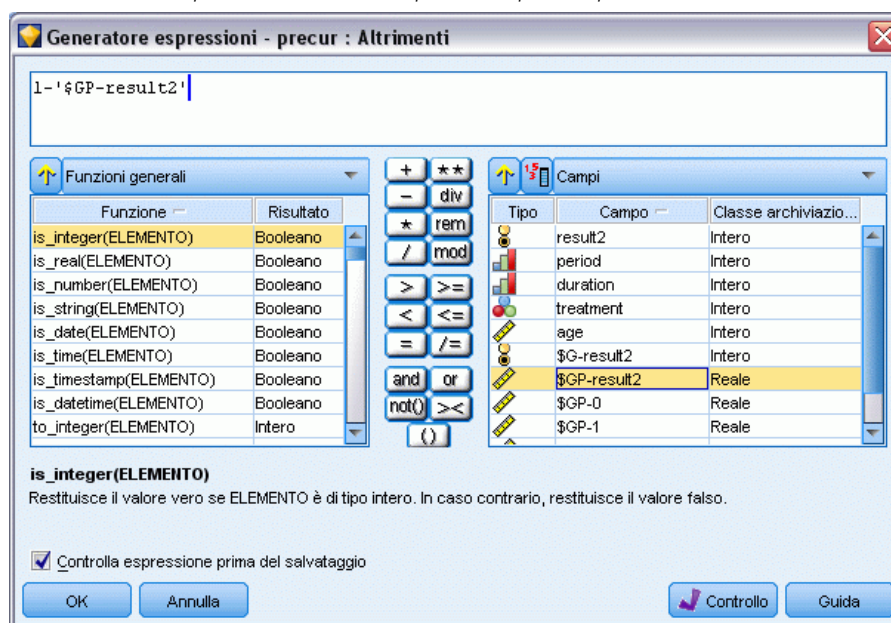 Generatore espressioni - precur : Altrimenti
1-'$GP-result2'
Funzioni generali
Funzione Risultato
is_integer(ELEMENTO) Booleano
is_real(ELEMENTO) Booleano
is_number(ELEMENTO) Booleano
is_string(ELEMENTO) Booleano
is_date(ELEMENTO) Booleano
is_time(ELEMENTO) Booleano
is_timestamp(ELEMENTO) Booleano
is_datetime(ELEMENTO) Booleano
to_integer(ELEMENTO) Intero
+ **
- div
* rem
/ mod
> >=
< <=
= /=
and or
not() ><
()
Campi
Tipo Campo Classe archiviazio...
result2 Intero
period Intero
duration Intero
treatment Intero
age Intero
$G-result2 Intero
$GP-result2 Reale
$GP-0 Reale
$GP-1 Reale
is_integer(ELEMENTO)
Restituisce il valore vero se ELEMENTO è di tipo intero. In caso contrario, restituisce il valore falso.
Controlla espressione prima del salvataggio
OK Annulla Controllo Guida